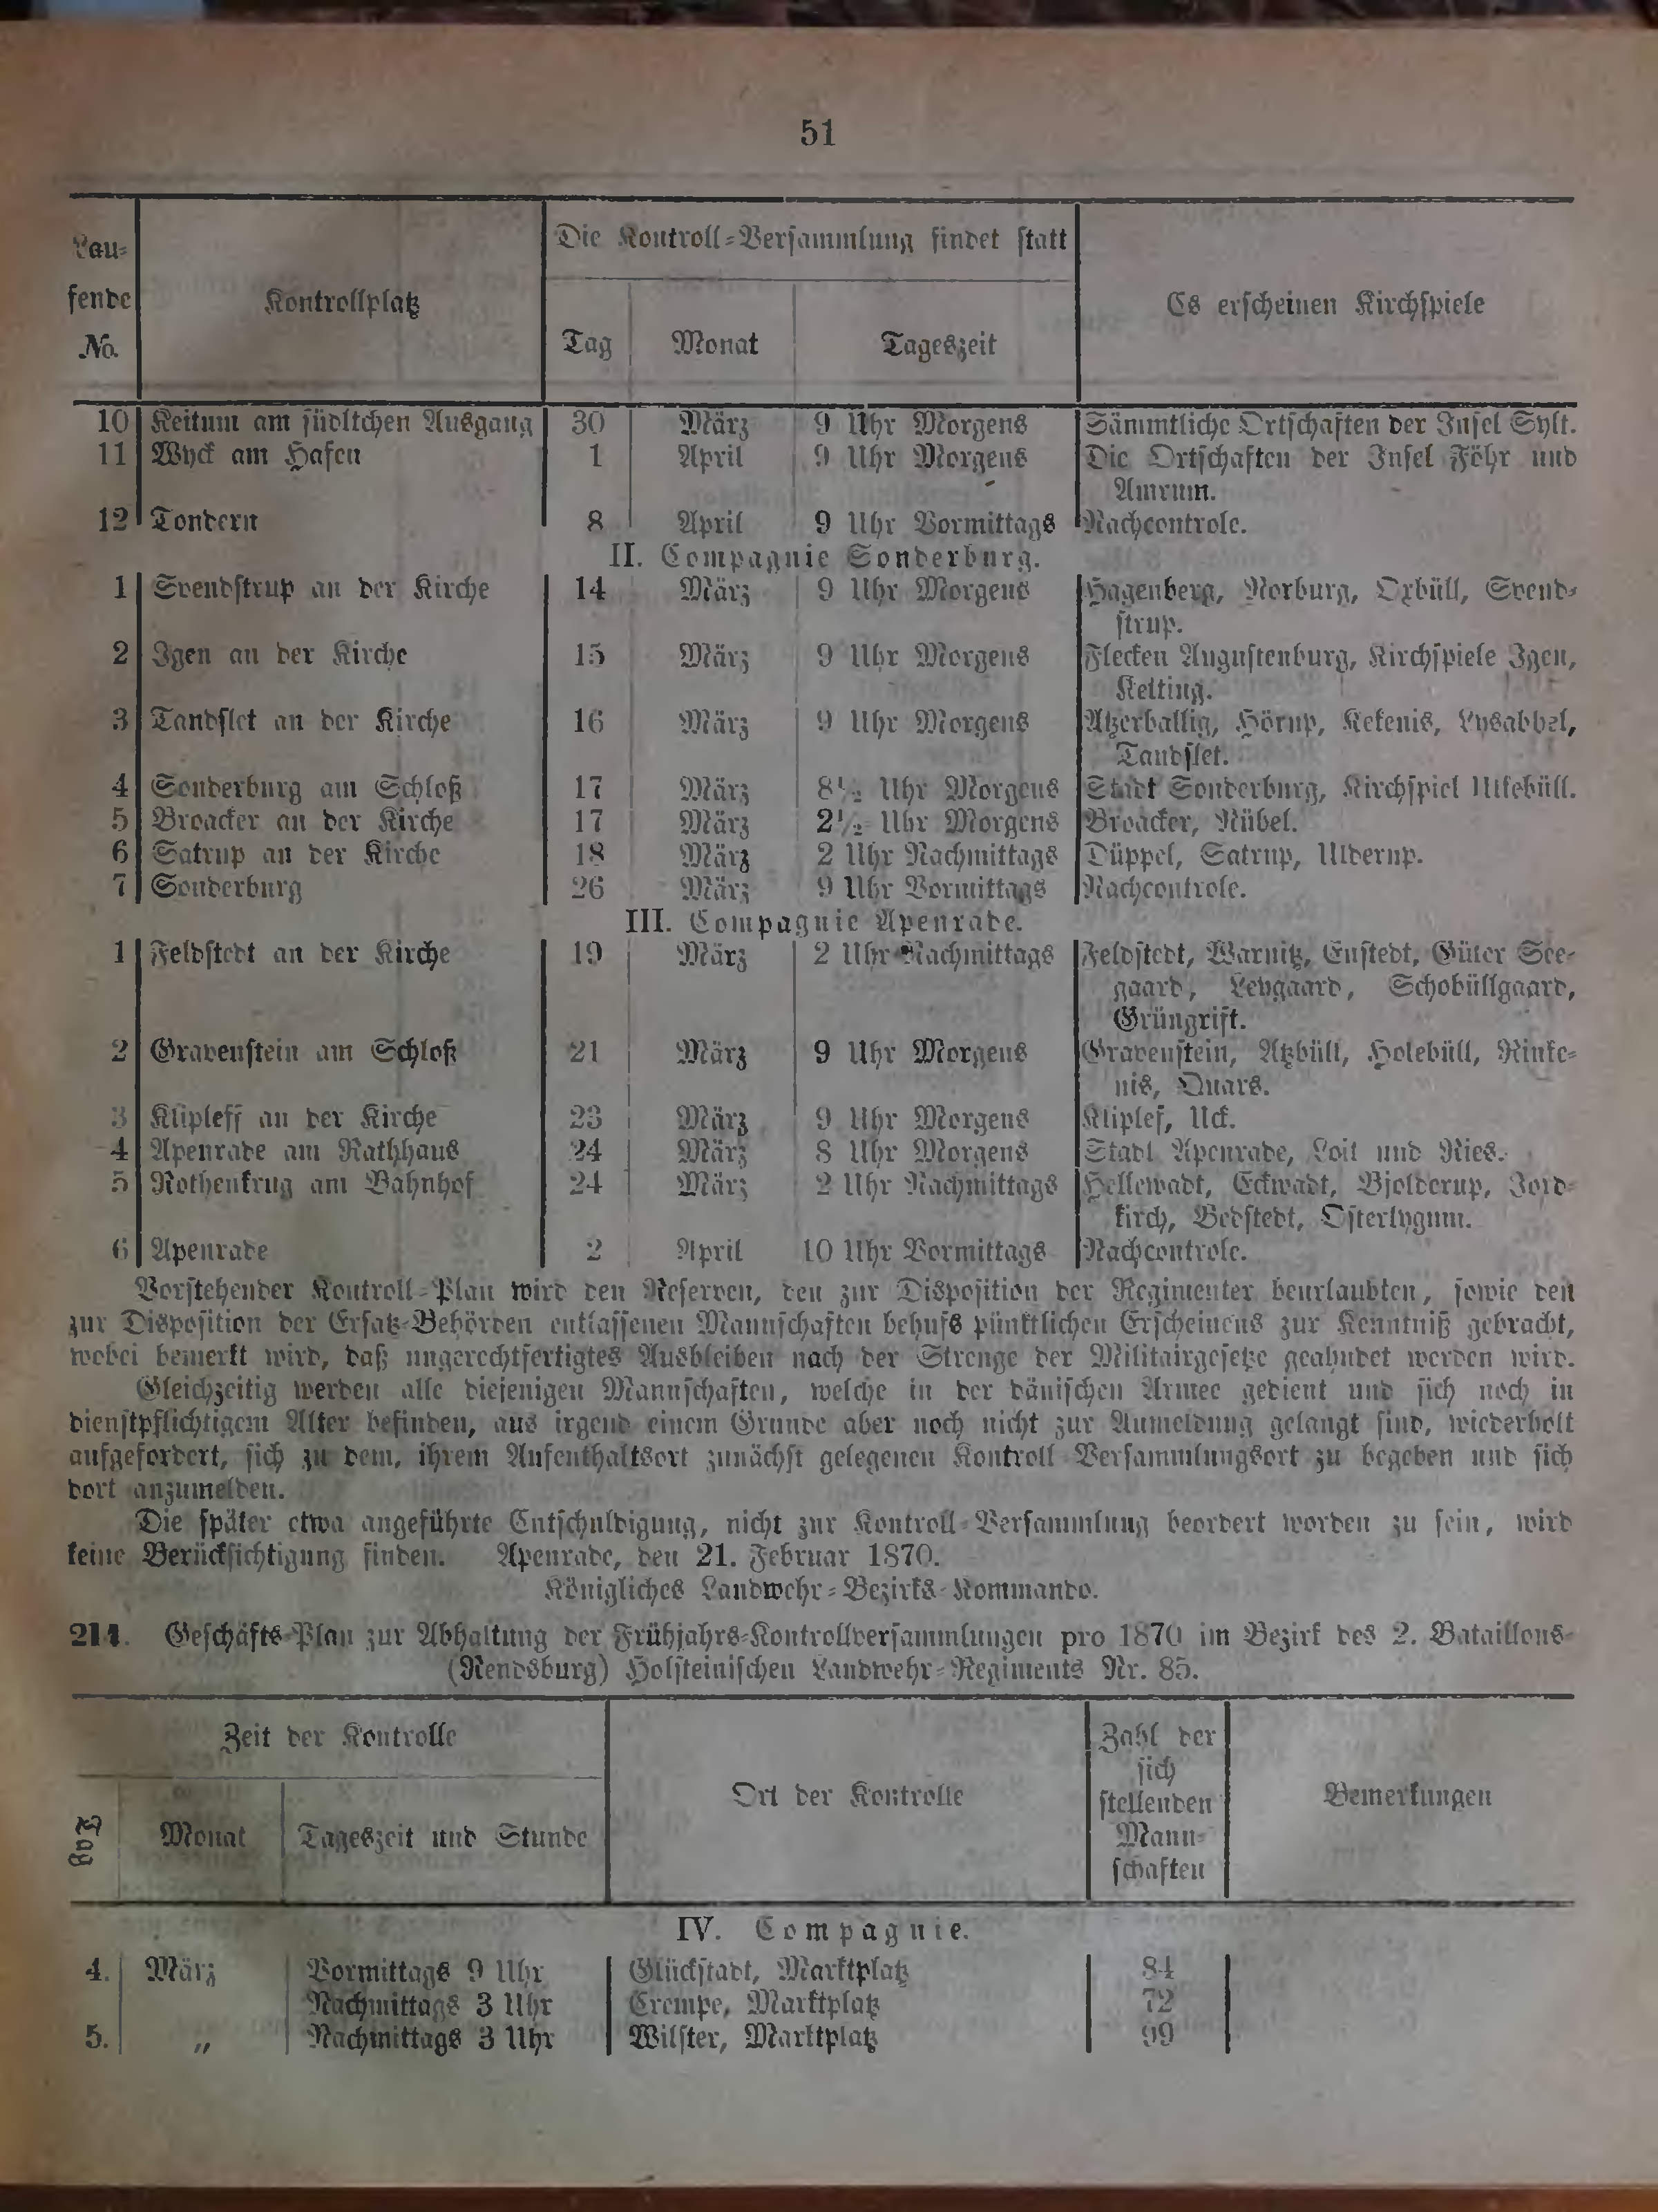 51
Laufende No. Kontrollplatz Die Kontroll-Versammlung findet statt Es erscheinen Kirchspiele
Tag Monat Tageszeit
10 Keitum am südltchen Ausgang 30 März 9 Uhr Morgens Sämmtliche Ortschaften der Insel Sylt.
11 Wyck am Hafen 1 April 9 Uhr Morgens Die Ortschaften der Insel Föhr und
Amrum.
12 Tondern 8 April 9 Uhr Vormittags Nachcontrole.
II. Compagnie Sonderburg.
1 Svendstrup an der Kirche 14 März 9 Uhr Morgens Hagenberg, Norburg, Oxbüll, Svend-
strup.
2 Igen an der Kirche 15 März 9 Uhr Morgens Flecken Augustenburg, Kirchspiele Igen,
Ketting.
3 Tandslet an der Kirche 16 März 9 Uhr Morgens Atzerballig, Hörup, Kekenis, Lysabbel,
Tandslet.
4 Sonderburg am Schloß 17 März 8½ Uhr Morgens Stadt Sonderburg, Kirchspiel Ulkebüll.
5 Broacker an der Kirche 17 März 2½ Uhr Morgens Broacker, Nübel.
6 Satrup an der Kirche 18 März 2 Uhr Nachmittags Düppel, Satrup, Ulderup.
7 Sonderburg 26 März 9 Uhr Vormittags Nachcontrole.
III. Compagnie Apenrade.
1 Feldstedt an der Kirche 19 März 2 Uhr Nachmittags Feldstedt, Warnitz, Enstedt, Güter See-
gaard, Leygaard, Schobüllgaard,
Grüngrift.
2 Gravenstein am Schloß 21 März 9 Uhr Morgens Gravenstein, Atzbüll, Holebüll, Rinke-
nis, Quars.
3 Klipleff an der Kirche 23 März 9 Uhr Morgens Kliplef, Uck.
4 Apenrade am Rathhaus 24 März 8 Uhr Morgens Stadt Apenrade, Loit und Ries.
5 Rothenkrug am Bahnhof 24 März 2 Uhr Nachmittags Hellewadt, Eckwadt, Bjolderup, Jord-
kirch, Bedstedt, Osterlygum.
6 Apenrade 2 April 10 Uhr Vormittags Nachcontrole.
Vorstehender Kontroll-Plan wird den Reserven, den zur Disposition der Regimenter beurlaubten, sowie den
zur Disposition der Ersatz-Behörden entlassenen Mannschaften behufs pünktlichen Erscheinens zur Kenntniß gebracht,
wobei bemerkt wird, daß ungerechtfertigtes Ausbleiben nach der Strenge der Militairgesetze geahndet werden wird.
Gleichzeitig werden alle diejenigen Mannschaften, welche in der dänischen Armee gedient und sich noch in
dienstpflichtigem Alter befinden, aus irgend einem Grunde aber noch nicht zur Anmeldung gelangt sind, wiederholt
aufgefordert, sich zu dem, ihrem Aufenthaltsort zunächst gelegenen Kontroll-Versammlungsort zu begeben und sich
dort anzumelden.
Die später etwa angeführte Entschuldigung, nicht zur Kontroll-Versammlung beordert worden zu sein, wird
keine Berücksichtigung finden. Apenrade, den 21. Februar 1870.
Königliches Landwehr-Bezirks-Kommando.
214. Geschäfts-Plan zur Abhaltung der Frühjahrs-Kontrollversammlungen pro 1870 im Bezirk des 2. Bataillons
(Rendsburg) Holsteinischen Landwehr-Regiments Nr. 85.
Zeit der Kontrolle Ort der Kontrolle Zahl der sich stellenden Mannschaften Bemerkungen
Tag Monat Tageszeit und Stunde
IV. Compagnie.
4. März Vormittags 9 Uhr Glückstadt, Marktplatz 84
Nachmittags 3 Uhr Crempe, Marktplatz 72
5. „ Nachmittags 3 Uhr Wilster, Marktplatz 99